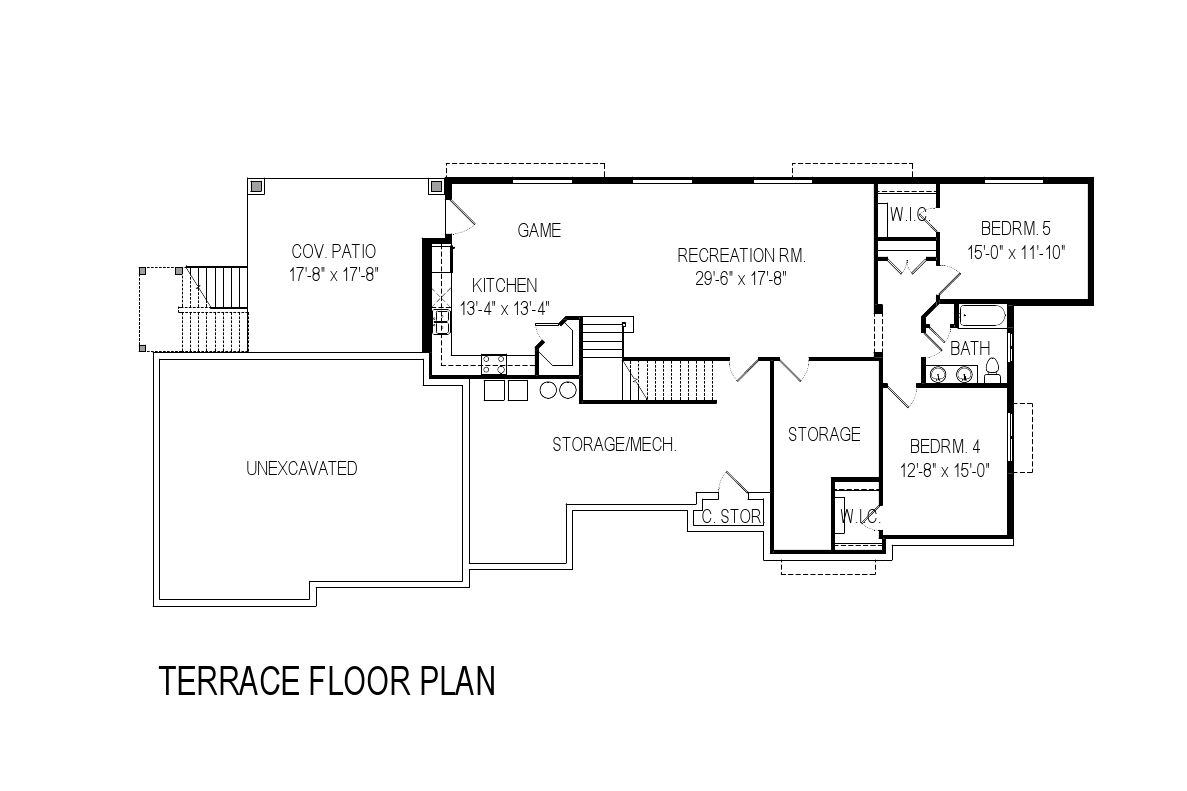 W.I.C.
BEDRM. 5
15'-0" x 11'-10"
GAME
COV. PATIO
17'-8" x 17'-8"
RECREATION RM.
29'-6" x 17'-8"
KITCHEN
13'-4" x 13'-4"
BATH
STORAGE
STORAGE/MECH.
BEDRM. 4
12'-8" x 15'-0"
UNEXCAVATED
C. STOR.
W.I.C.
TERRACE FLOOR PLAN